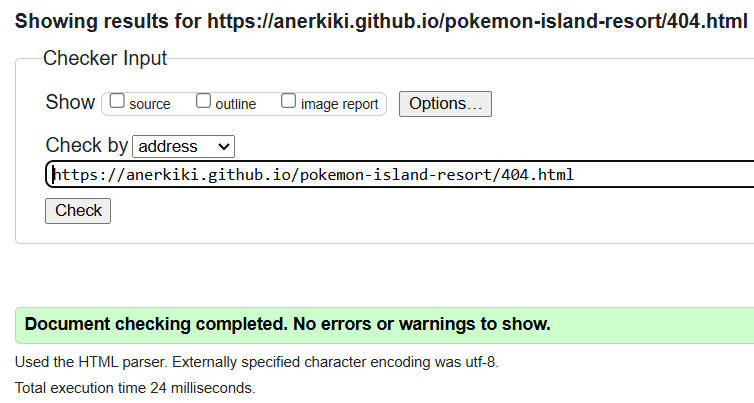 Showing results for https://anerkiki.github.io/pokemon-island-resort/404.html
Checker Input
Show source outline image report Options...
Check by address
https://anerkiki.github.io/pokemon-island-resort/404.html
Check
Document checking completed. No errors or warnings to show.
Used the HTML parser. Externally specified character encoding was utf-8.
Total execution time 24 milliseconds.